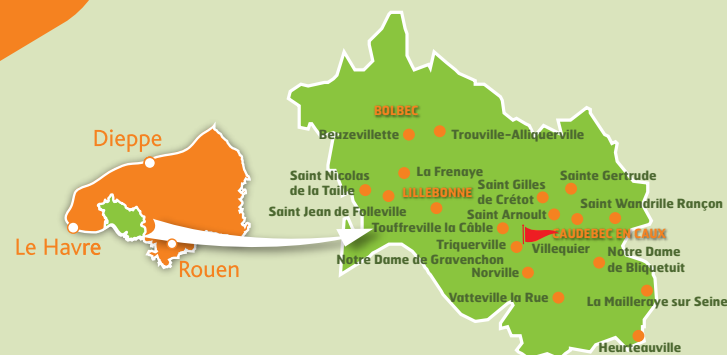 Dieppe
Le Havre
Rouen
BOLBEC
Beuzevillette
Trouville-Alliquerville
La Frenaye
Saint Nicolas
de la Taille
LILLEBONNE
Saint Gilles
de Crétot
Sainte Gertrude
Saint Jean de Folleville
Saint Arnoult
Saint Wandrille Rançon
Touffreville la Câble
CAUDEBEC EN CAUX
Triquerville
Villequier
Notre Dame de Gravenchon
Notre Dame
de Bliquetuit
Norville
Vatteville la Rue
La Mailleraye sur Seine
Heurteauville